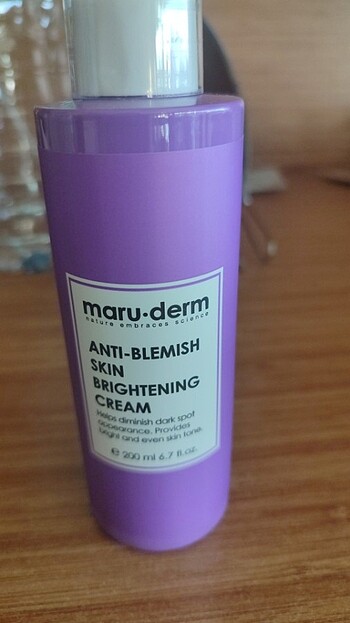 maru•derm
nature embraces science
ANTI-BLEMISH
SKIN
BRIGHTENING
CREAM
Helps diminish dark spot
appearance. Provides
bright and even skin tone.
℮ 200 ml 6.7 fl.oz.